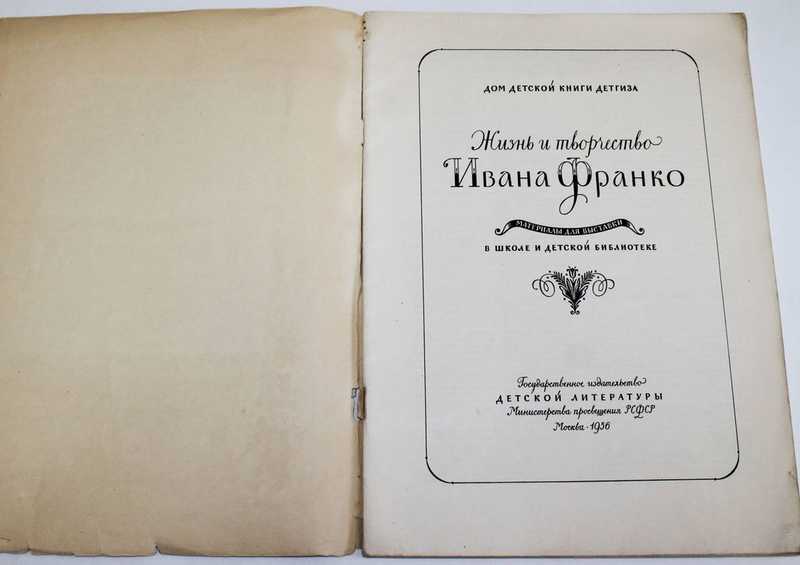 ДОМ ДЕТСКОЙ КНИГИ ДЕТГИЗА
Жизнь и творчество
Ивана Франко
МАТЕРИАЛЫ ДЛЯ ВЫСТАВКИ
В ШКОЛЕ И ДЕТСКОЙ БИБЛИОТЕКЕ
Государственное издательство
ДЕТСКОЙ ЛИТЕРАТУРЫ
Министерства просвещения РСФСР
Москва · 1956